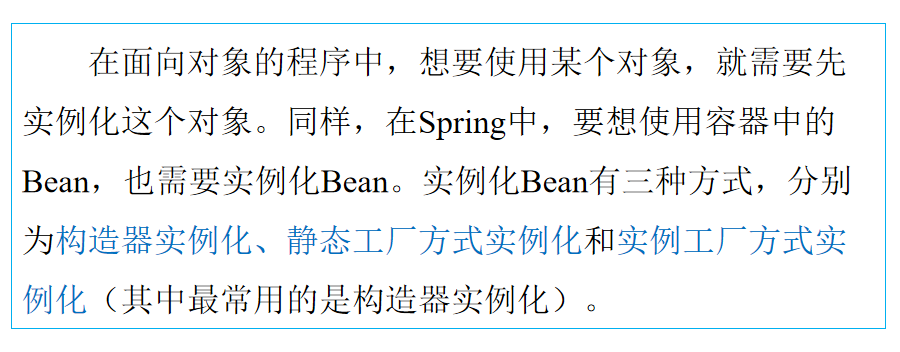 在面向对象的程序中，想要使用某个对象，就需要先
实例化这个对象。同样，在Spring中，要想使用容器中的
Bean，也需要实例化Bean。实例化Bean有三种方式，分别
为构造器实例化、静态工厂方式实例化和实例工厂方式实
例化（其中最常用的是构造器实例化）。